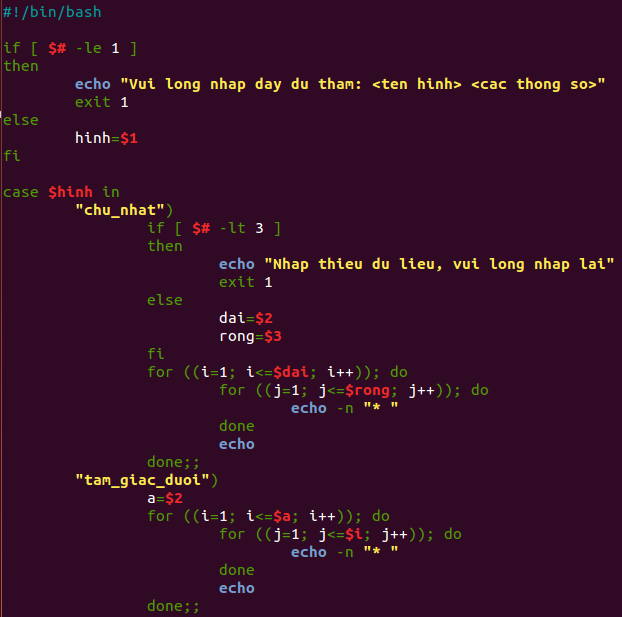 #!/bin/bash

if [ $# -le 1 ]
then
        echo "Vui long nhap day du tham: <ten hinh> <cac thong so>"
        exit 1
else
        hinh=$1
fi

case $hinh in
        "chu_nhat")
                if [ $# -lt 3 ]
                then
                        echo "Nhap thieu du lieu, vui long nhap lai"
                        exit 1
                else
                        dai=$2
                        rong=$3
                fi
                for ((i=1; i<=$dai; i++)); do
                        for ((j=1; j<=$rong; j++)); do
                                echo -n "* "
                        done
                        echo
                done;;
        "tam_giac_duoi")
                a=$2
                for ((i=1; i<=$a; i++)); do
                        for ((j=1; j<=$i; j++)); do
                                echo -n "* "
                        done
                        echo
                done;;